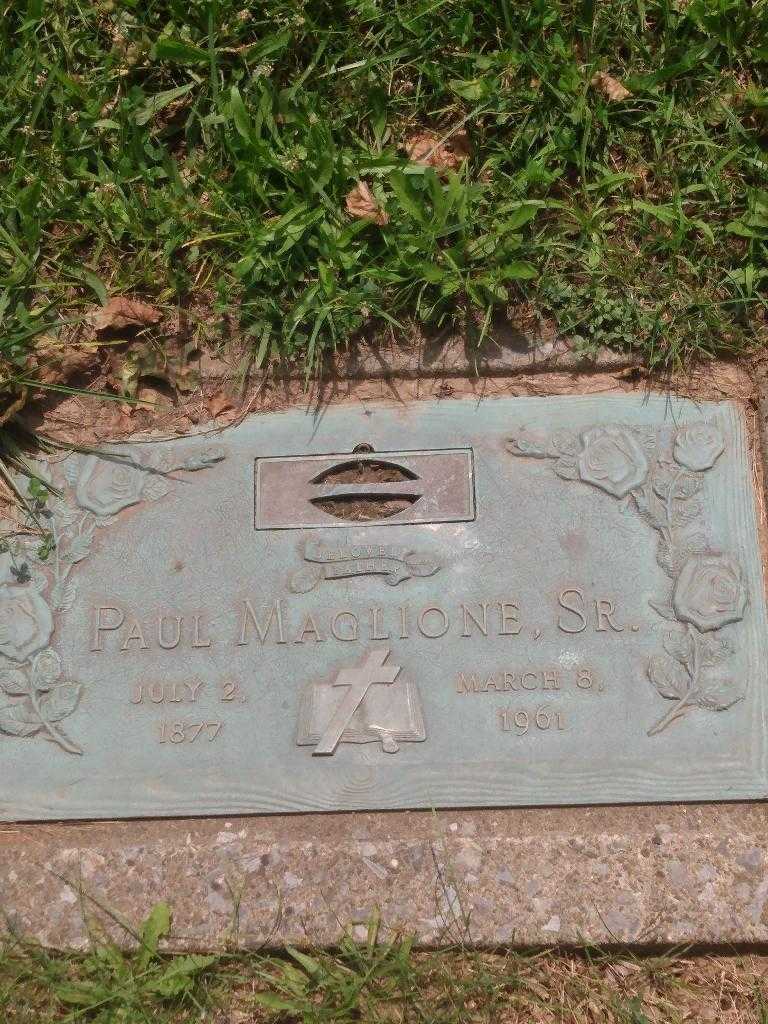 BELOVED
FATHER
PAUL MAGLIONE, SR.
JULY 2,
1877
MARCH 8,
1961